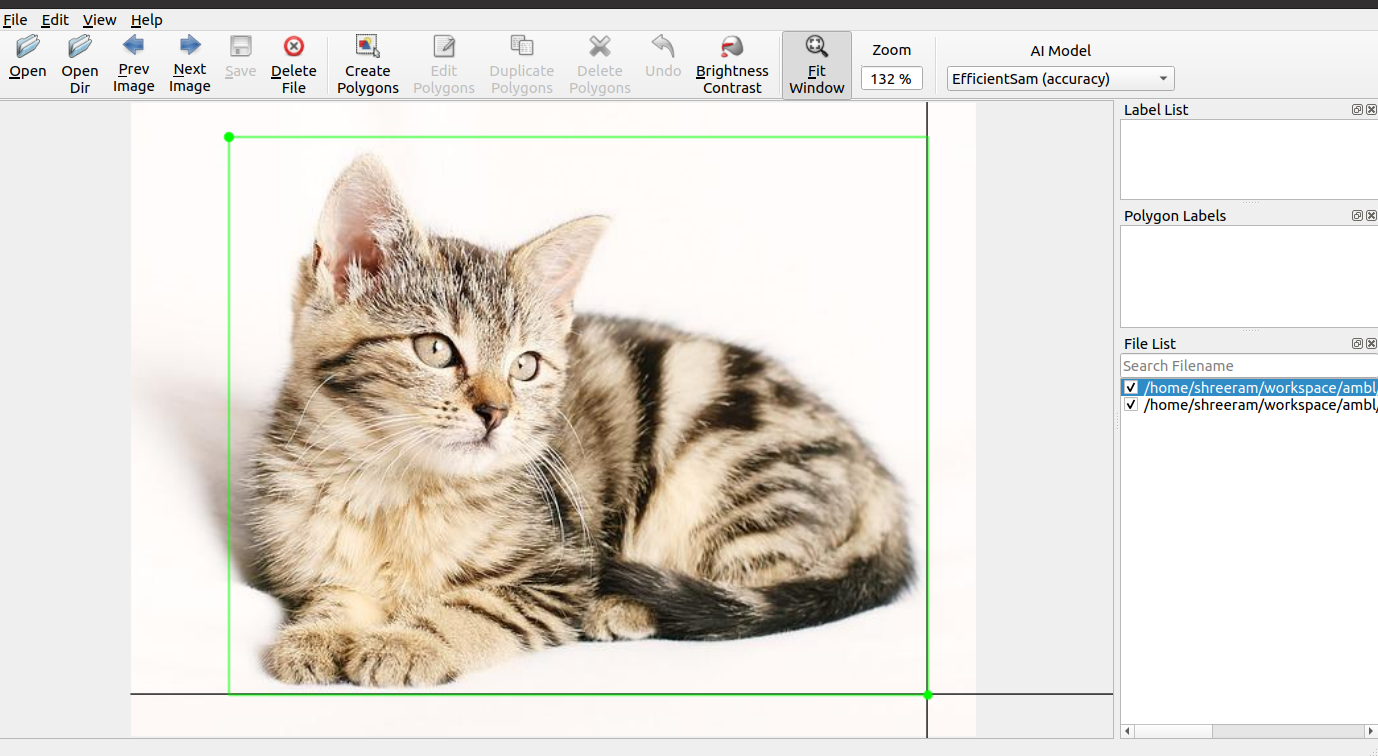 File Edit View Help
Open
Open Dir
Prev Image
Next Image
Save
Delete File
Create Polygons
Edit Polygons
Duplicate Polygons
Delete Polygons
Undo
Brightness Contrast
Fit Window
Zoom
132 %
AI Model
EfficientSam (accuracy)
Label List
Polygon Labels
File List
Search Filename
/home/shreeram/workspace/ambl/
/home/shreeram/workspace/ambl/